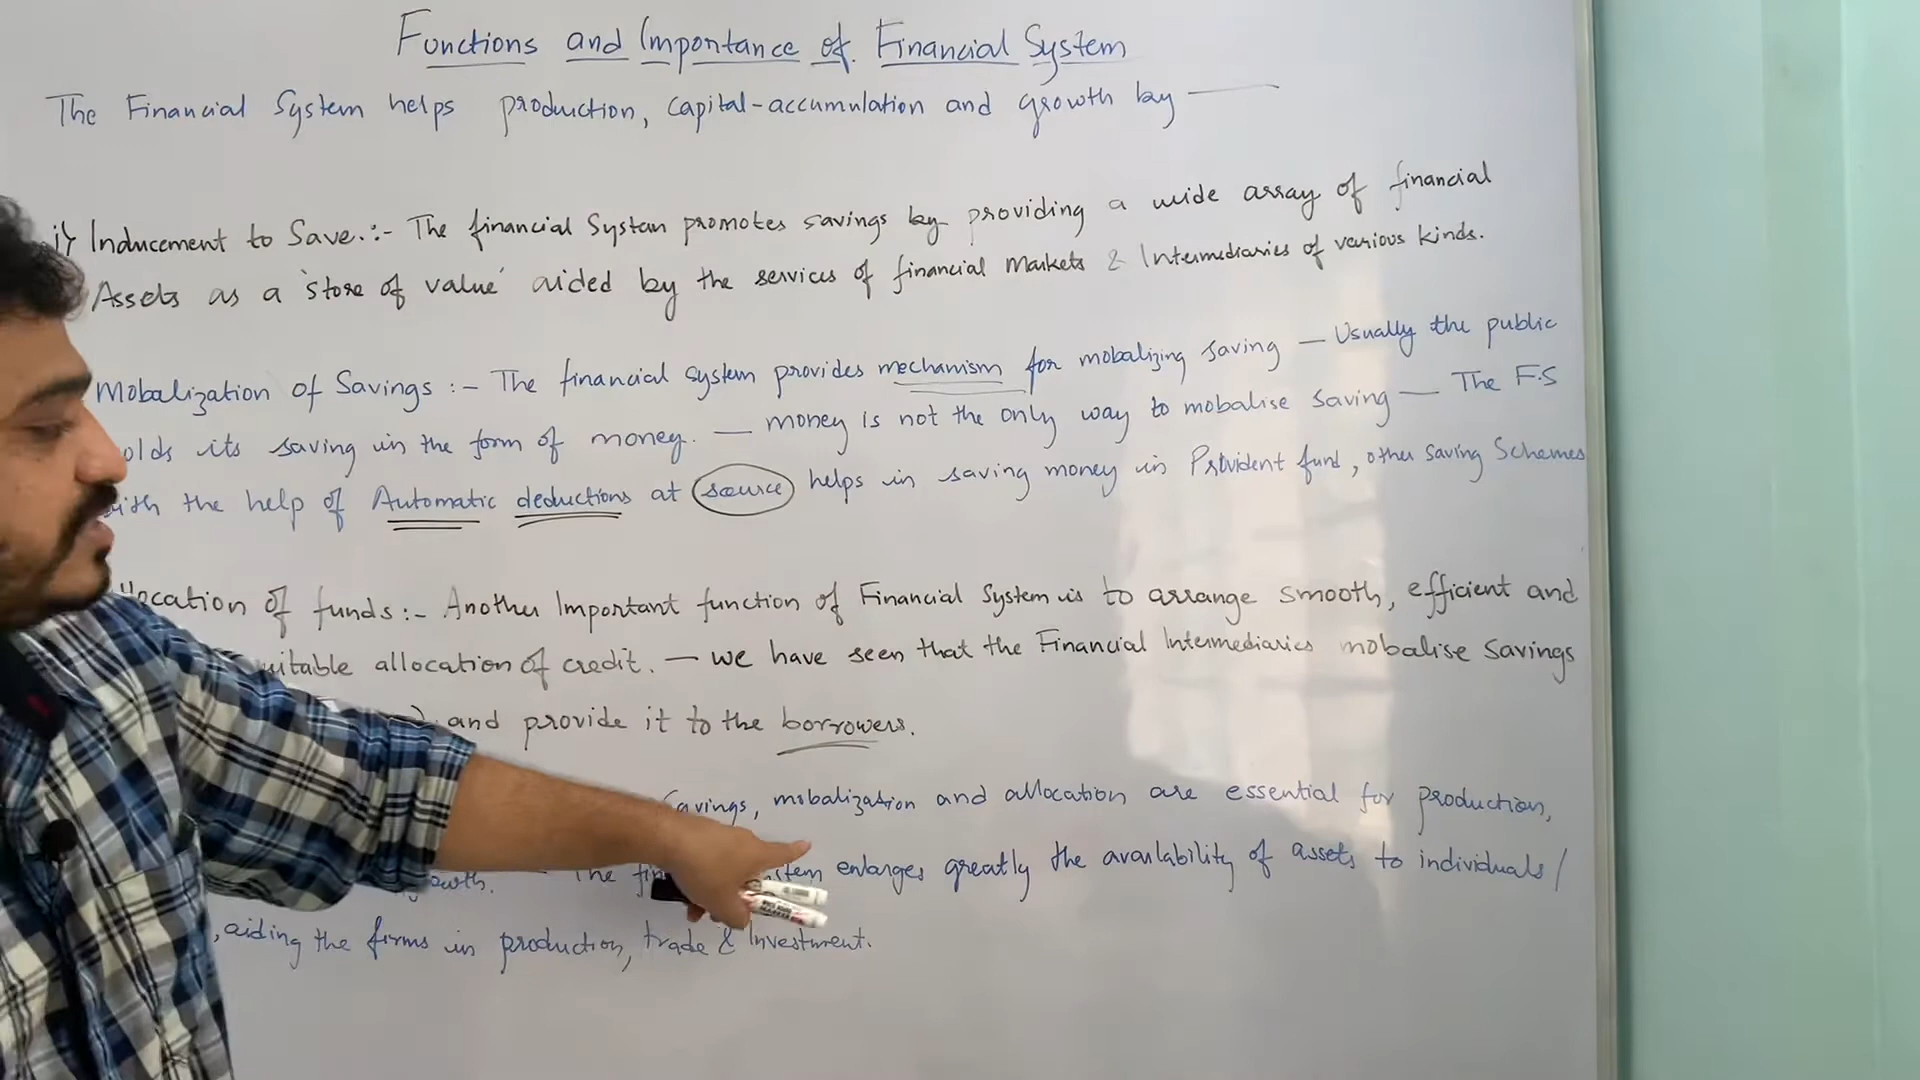 Functions and Importance of Financial System
The Financial System helps production, capital-accumulation and growth by
i) Inducement to Save :- The financial System promotes savings by providing a wide array of financial
Assets as a 'store of value' aided by the services of financial Markets & Intermediaries of various kinds.
Mobalization of Savings :- The financial system provides mechanism for mobalizing saving — Usually the public
olds its saving in the form of money. — money is not the only way to mobalise saving — The F.S
ith the help of Automatic deductions at source helps in saving money in Provident fund, other saving Schemes
llocation of funds :- Another Important function of Financial System is to arrange smooth, efficient and
uitable allocation of credit. — we have seen that the Financial Intermediaries mobalise savings
and provide it to the borrowers.
Savings, mobalization and allocation are essential for production,
owth. The fin tem enlarges greatly the avaulability of assets to individuals/
, aiding the firms in production, trade & Investment.